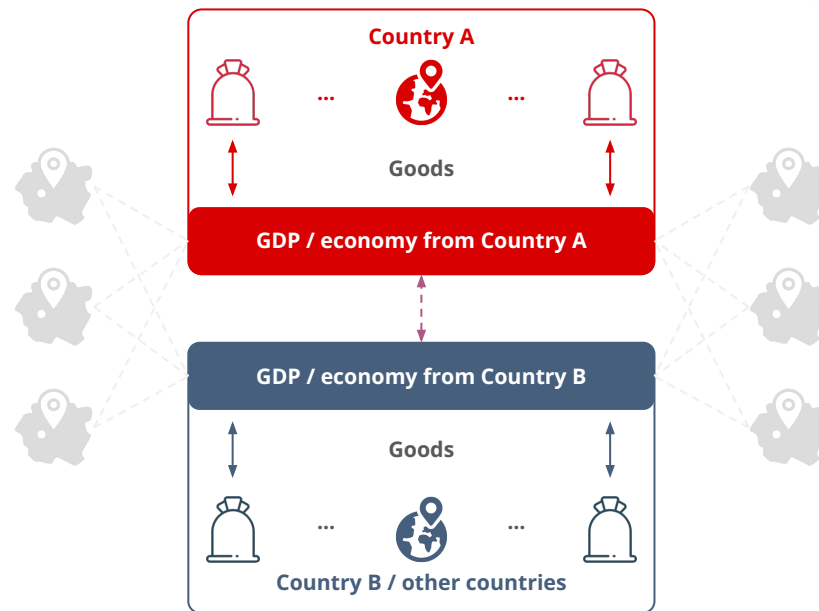 Country A
... ...
Goods
GDP / economy from Country A
GDP / economy from Country B
Goods
... ...
Country B / other countries